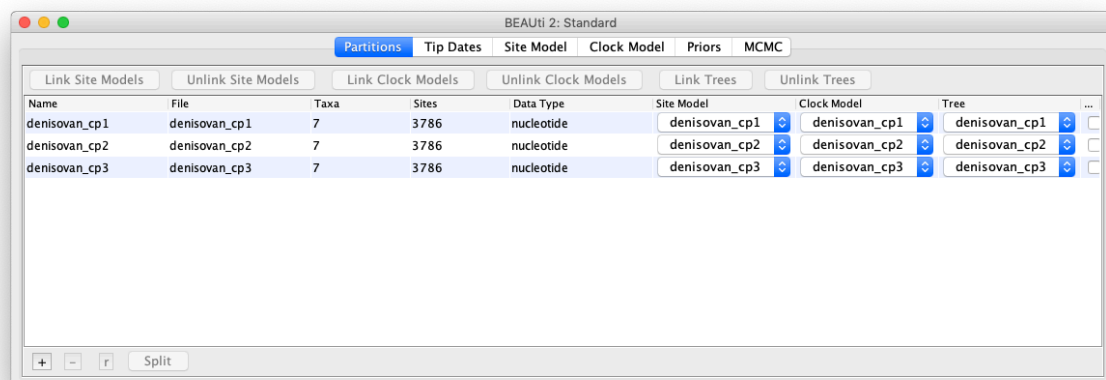 BEAUti 2: Standard
Partitions Tip Dates Site Model Clock Model Priors MCMC
Link Site Models Unlink Site Models Link Clock Models Unlink Clock Models Link Trees Unlink Trees
Name File Taxa Sites Data Type Site Model Clock Model Tree ...
denisovan_cp1 denisovan_cp1 7 3786 nucleotide denisovan_cp1 denisovan_cp1 denisovan_cp1
denisovan_cp2 denisovan_cp2 7 3786 nucleotide denisovan_cp2 denisovan_cp2 denisovan_cp2
denisovan_cp3 denisovan_cp3 7 3786 nucleotide denisovan_cp3 denisovan_cp3 denisovan_cp3
+ - r Split